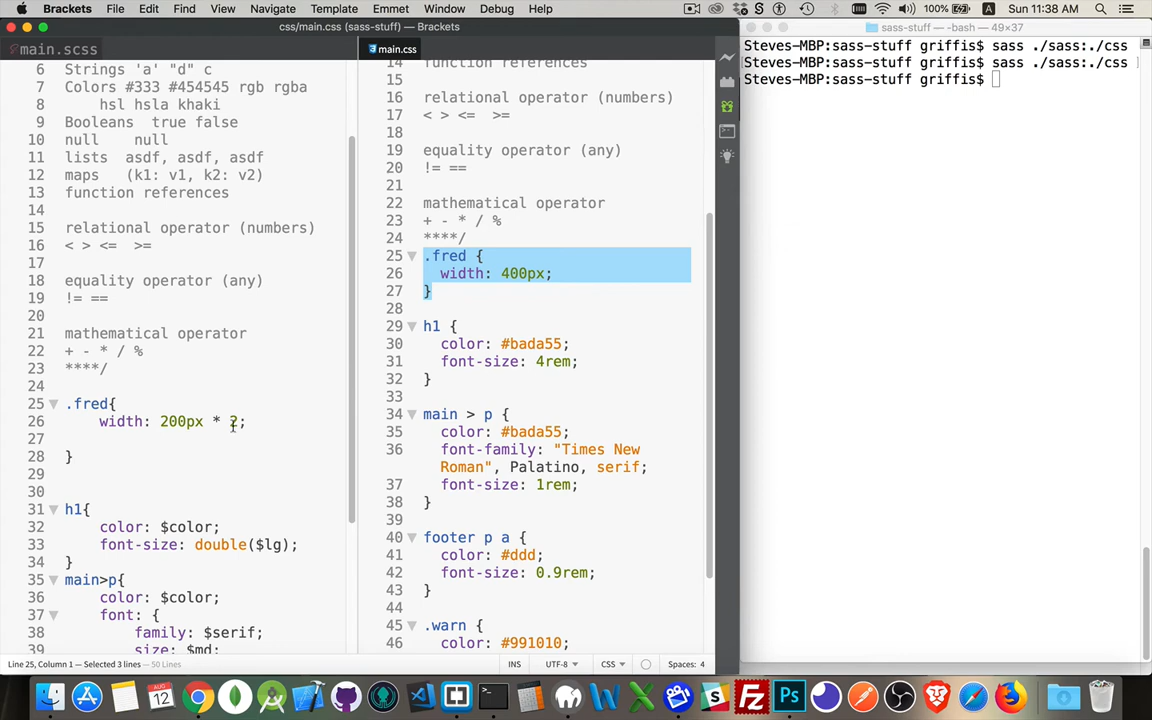 Brackets File Edit Find View Navigate Template Emmet Window Debug Help 100% A Sun 11:38 AM
css/main.css (sass-stuff) — Brackets
sass-stuff — -bash — 49×37
main.scss
main.css
6 Strings 'a' "d" c
7 Colors #333 #454545 rgb rgba
8 hsl hsla khaki
9 Booleans true false
10 null null
11 lists asdf, asdf, asdf
12 maps (k1: v1, k2: v2)
13 function references
14
15 relational operator (numbers)
16 < > <= >=
17
18 equality operator (any)
19 != ==
20
21 mathematical operator
22 + - * / %
23 ****/
24
25 .fred{
26 width: 200px * 2;
27
28 }
29
30
31 h1{
32 color: $color;
33 font-size: double($lg);
34 }
35 main>p{
36 color: $color;
37 font: {
38 family: $serif;
39 size: $md;
14 function references
15
16 relational operator (numbers)
17 < > <= >=
18
19 equality operator (any)
20 != ==
21
22 mathematical operator
23 + - * / %
24 ****/
25 .fred {
26 width: 400px;
27 }
28
29 h1 {
30 color: #bada55;
31 font-size: 4rem;
32 }
33
34 main > p {
35 color: #bada55;
36 font-family: "Times New
Roman", Palatino, serif;
37 font-size: 1rem;
38 }
39
40 footer p a {
41 color: #ddd;
42 font-size: 0.9rem;
43 }
44
45 .warn {
46 color: #991010;
Steves-MBP:sass-stuff griffis$ sass ./sass:./css
Steves-MBP:sass-stuff griffis$ sass ./sass:./css
Steves-MBP:sass-stuff griffis$
Line 25, Column 1 — Selected 3 lines — 50 Lines
INS UTF-8 CSS Spaces: 4